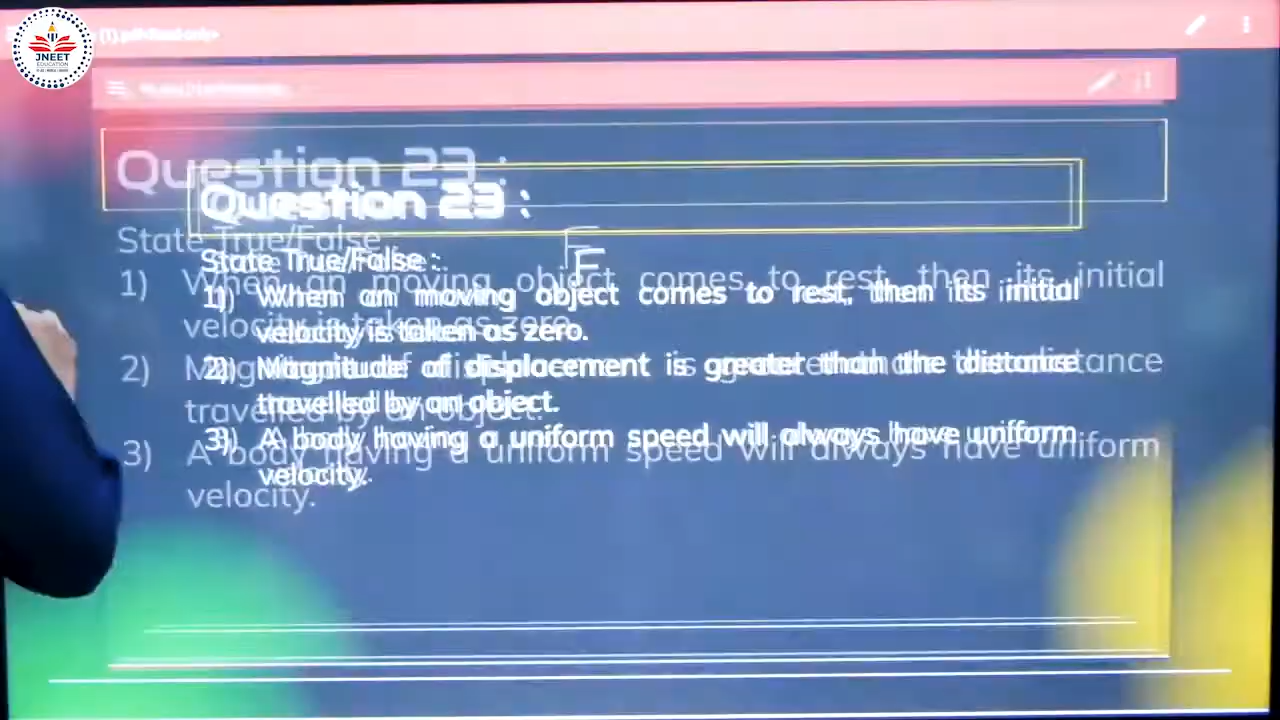 JNEET
EDUCATION
Question 23 :
State True/False :
F
1) When an moving object comes to rest, then its initial
velocity is taken as zero.
2) Magnitude of displacement is greater than the distance
travelled by an object.
3) A body having a uniform speed will always have uniform
velocity.